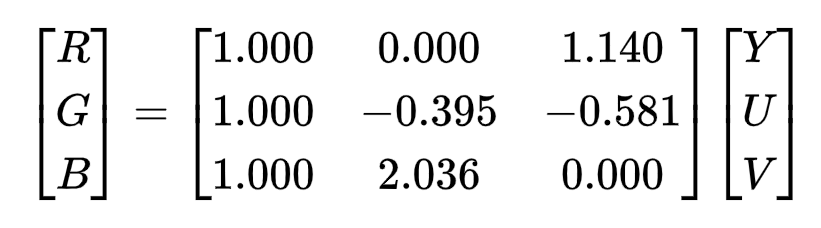 [R] = [1.000 0.000 1.140] [Y]
[G] = [1.000 −0.395 −0.581] [U]
[B] = [1.000 2.036 0.000] [V]